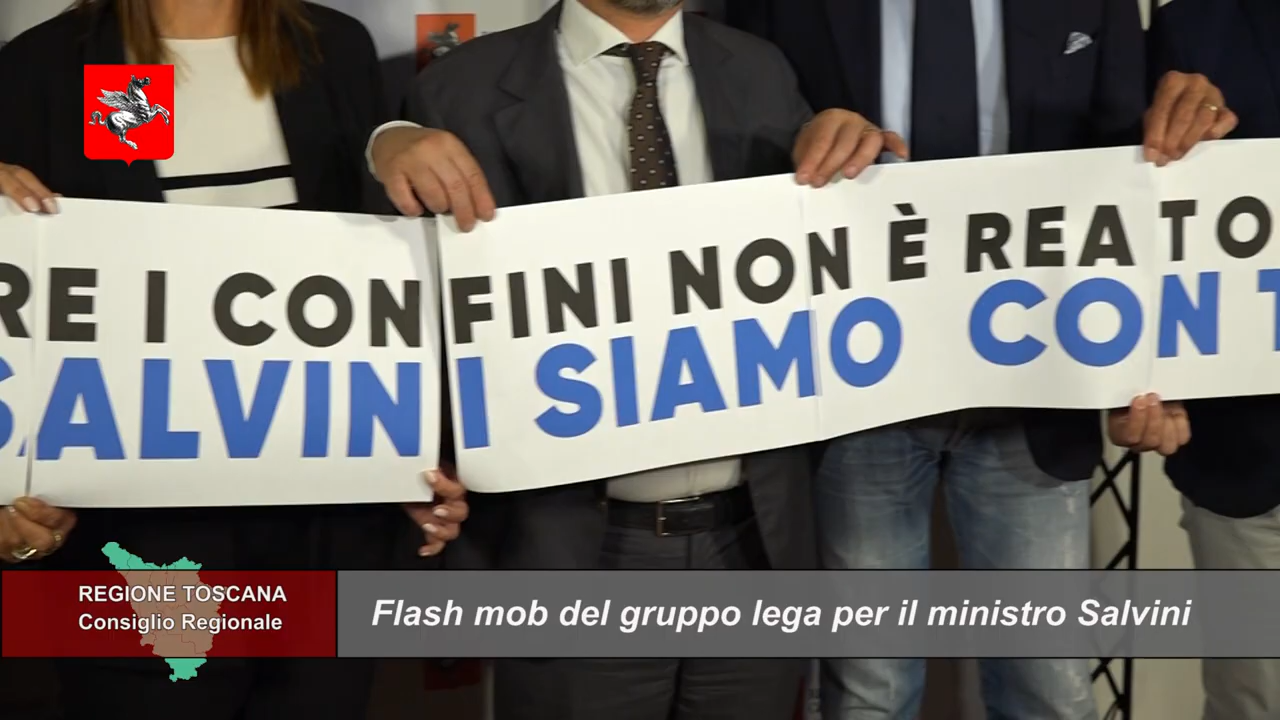 RE I CONFINI NON È REATO
SALVINI SIAMO CON T
REGIONE TOSCANA
Consiglio Regionale
Flash mob del gruppo lega per il ministro Salvini